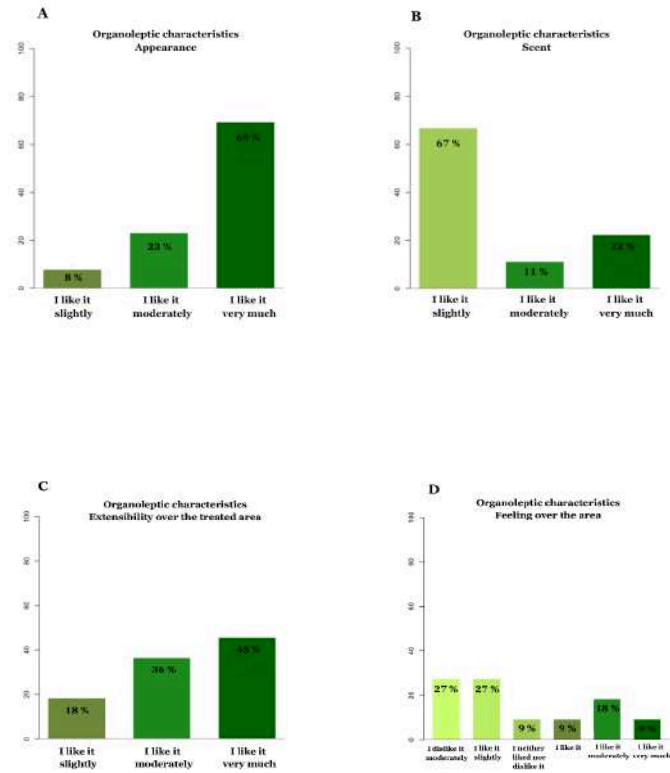 A
Organoleptic characteristics
Appearance
100
80
60
40
20
0
8 %
23 %
69 %
I like it
slightly
I like it
moderately
I like it
very much
B
Organoleptic characteristics
Scent
100
80
60
40
20
0
67 %
11 %
22 %
I like it
slightly
I like it
moderately
I like it
very much
C
Organoleptic characteristics
Extensibility over the treated area
100
80
60
40
20
0
18 %
36 %
45 %
I like it
slightly
I like it
moderately
I like it
very much
D
Organoleptic characteristics
Feeling over the area
100
80
60
40
20
0
27 %
27 %
9 %
9 %
18 %
9 %
I dislike it
moderately
I like it
slightly
I neither
liked nor
dislike it
I like it
I like it
moderately
I like it
very much